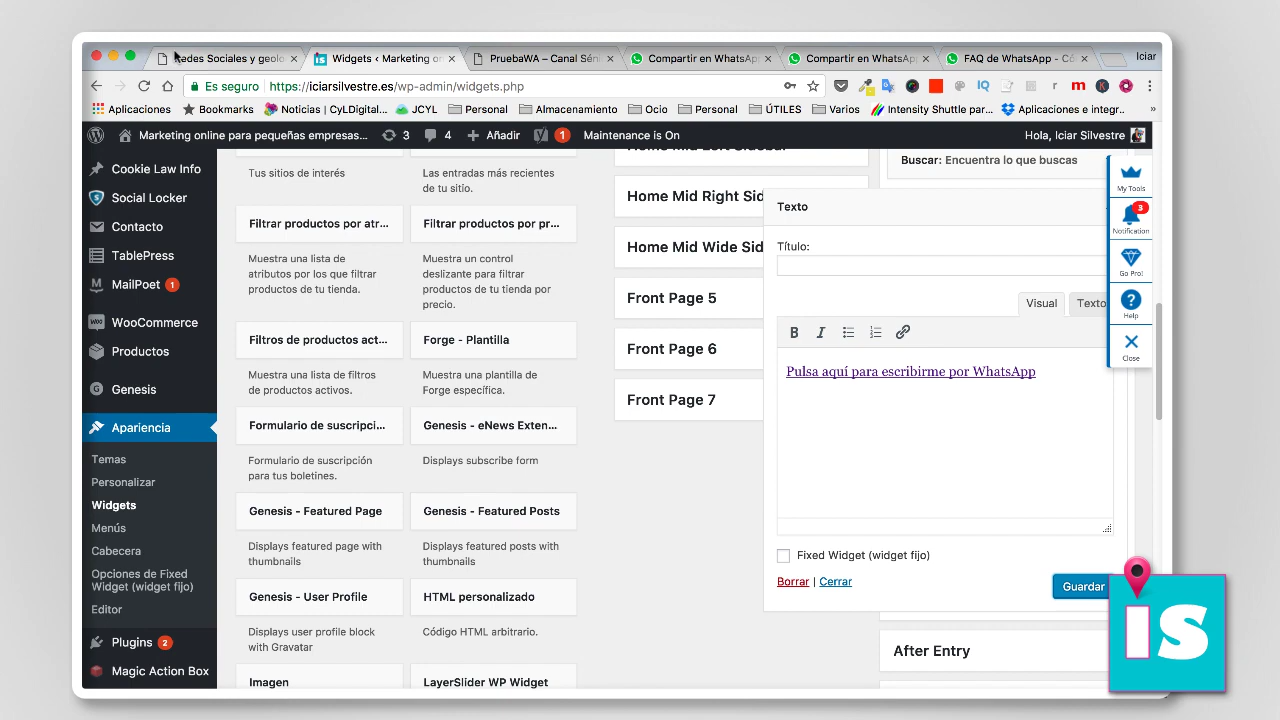 edes Sociales y geolo
Widgets ‹ Marketing on
PruebaWA – Canal Séni
Compartir en WhatsApp
Compartir en WhatsApp
FAQ de WhatsApp - Có
Iciar
Es seguro
https://iciarsilvestre.es/wp-admin/widgets.php
Aplicaciones
Bookmarks
Noticias | CyLDigital...
JCYL
Personal
Almacenamiento
Ocio
Personal
ÚTILES
Varios
Intensity Shuttle par...
Aplicaciones e integr...
»
Marketing online para pequeñas empresas...
3
4
Añadir
1
Maintenance is On
Hola, Iciar Silvestre
Cookie Law Info
Social Locker
Contacto
TablePress
MailPoet 1
WooCommerce
Productos
Genesis
Apariencia
Temas
Personalizar
Widgets
Menús
Cabecera
Opciones de Fixed
Widget (widget fijo)
Editor
Plugins 2
Magic Action Box
Tus sitios de interés
Las entradas más recientes
de tu sitio.
Filtrar productos por atr...
Filtrar productos por pr...
Muestra una lista de
atributos por los que filtrar
productos de tu tienda.
Muestra un control
deslizante para filtrar
productos de tu tienda por
precio.
Filtros de productos act...
Forge - Plantilla
Muestra una lista de filtros
de productos activos.
Muestra una plantilla de
Forge específica.
Formulario de suscripci...
Genesis - eNews Exten...
Formulario de suscripción
para tus boletines.
Displays subscribe form
Genesis - Featured Page
Genesis - Featured Posts
Displays featured page with
thumbnails
Displays featured posts with
thumbnails
Genesis - User Profile
HTML personalizado
Displays user profile block
with Gravatar
Código HTML arbitrario.
Imagen
LayerSlider WP Widget
Home Mid Left Sidebar
Home Mid Right Sid
Home Mid Wide Sid
Front Page 5
Front Page 6
Front Page 7
Buscar: Encuentra lo que buscas
Texto
Título:
Visual
Texto
B I
Pulsa aquí para escribirme por WhatsApp
Fixed Widget (widget fijo)
Borrar | Cerrar
Guardar
After Entry
My Tools
3
Notification
Go Pro!
Help
Close
is